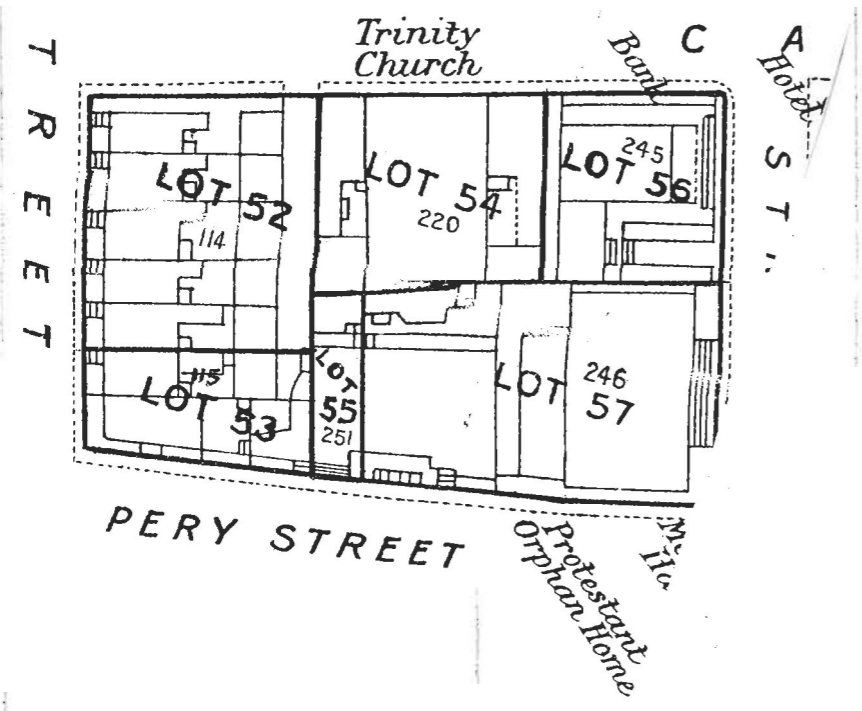 Trinity
Church
Bank
Hotel
C A
S T
T R E E T
LOT 52
114
LOT 54
220
LOT 56
245
LOT 53
115
LOT 55
251
LOT 57
246
PERY STREET
Protestant
Orphan Home